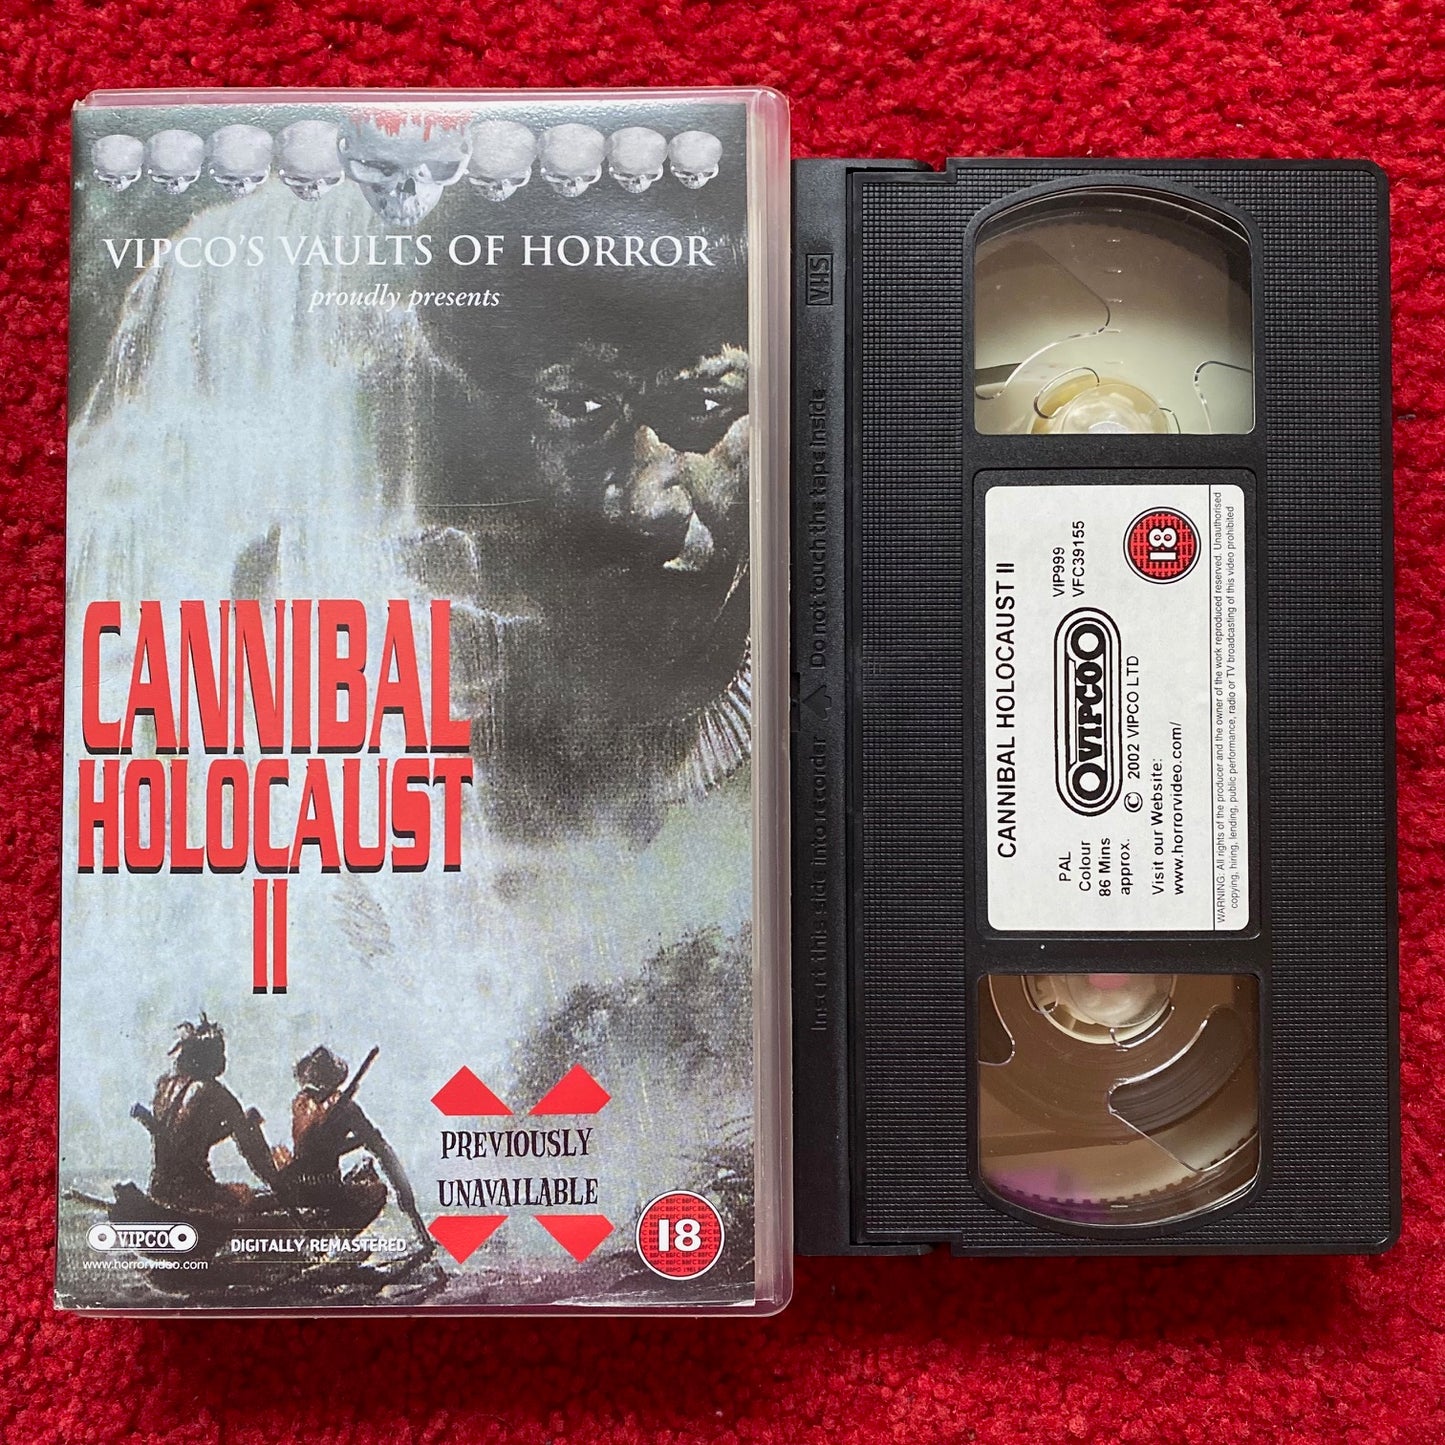 VIPCO'S VAULTS OF HORROR
proudly presents
CANNIBAL
HOLOCAUST
II
PREVIOUSLY
UNAVAILABLE
VIPCO
www.horrorvideo.com
DIGITALLY REMASTERED
18
VHS
Do not touch the tape inside
Insert this side into recorder
CANNIBAL HOLOCAUST II
PAL
Colour
86 Mins
approx.
VIPCO
VIP999
VFC39155
© 2002 VIPCO LTD
Visit our Website:
www.horrorvideo.com/
18
WARNING: All rights of the producer and the owner of the work reproduced reserved. Unauthorised
copying, hiring, lending, public performance, radio or TV broadcasting of this video prohibited